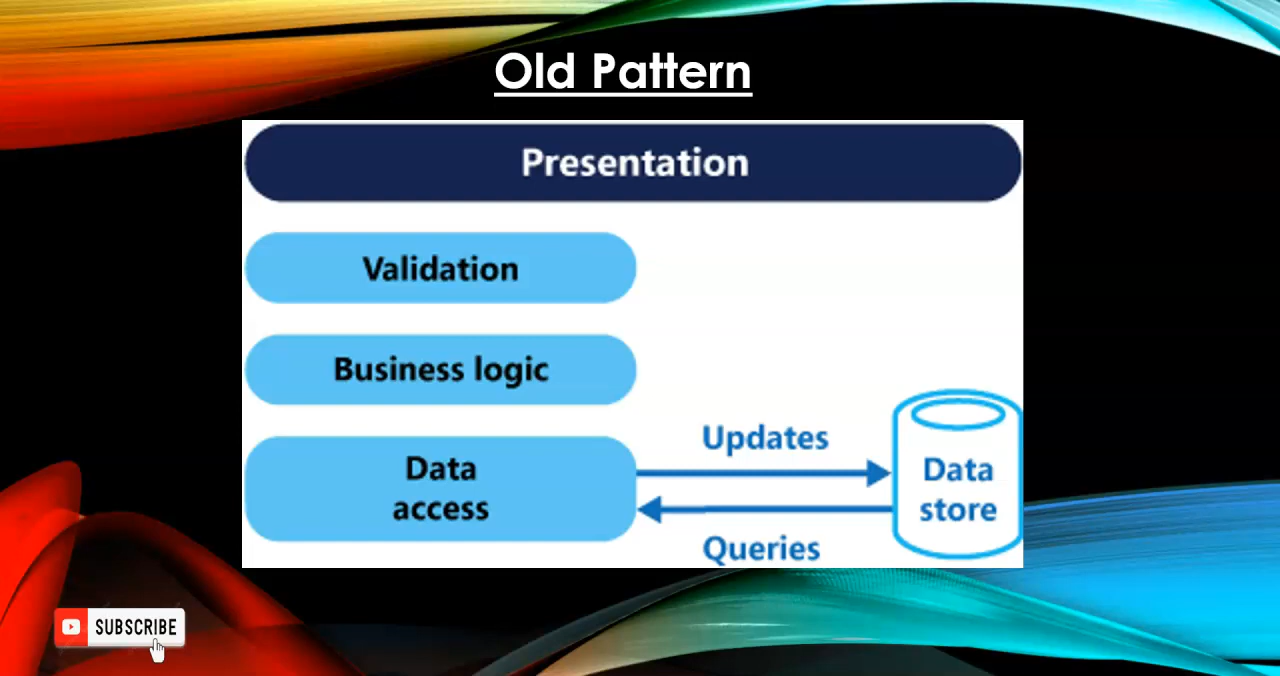 Old Pattern
Presentation
Validation
Business logic
Data
access
Updates
Queries
Data
store
SUBSCRIBE